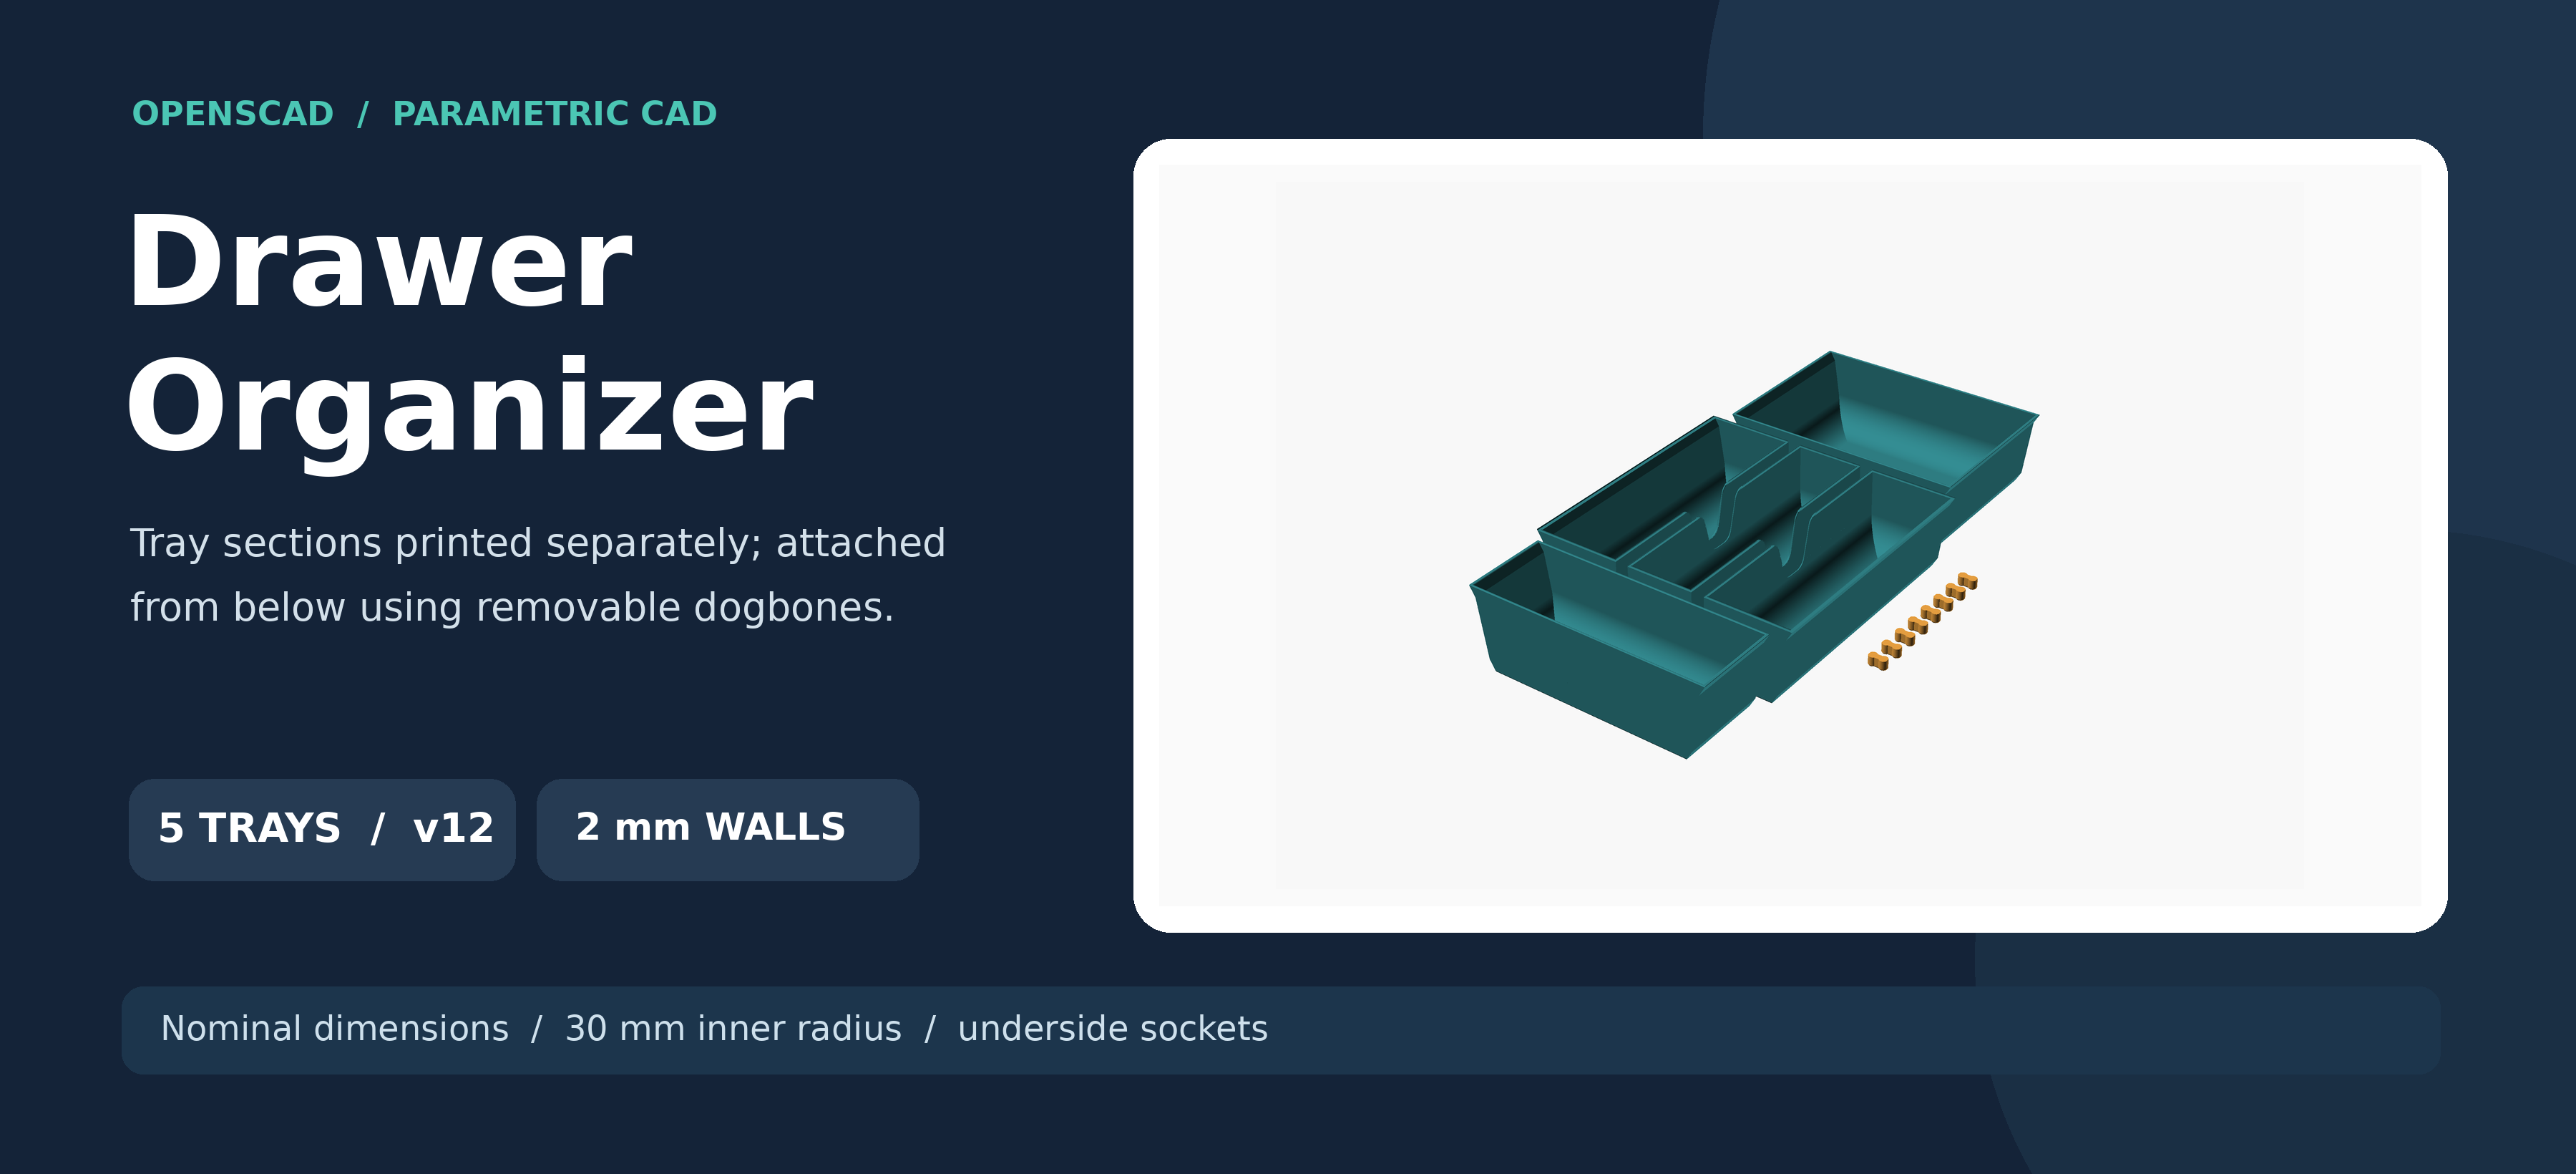 OPENSCAD / PARAMETRIC CAD
Drawer
Organizer
Tray sections printed separately; attached
from below using removable dogbones.
5 TRAYS / v12
2 mm WALLS
Nominal dimensions / 30 mm inner radius / underside sockets